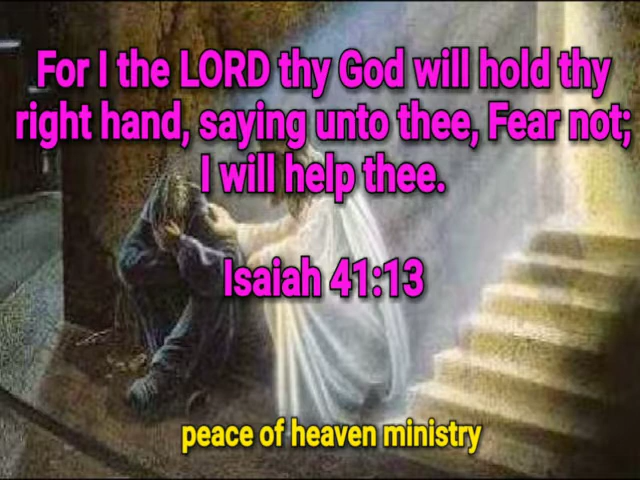 For I the LORD thy God will hold thy
right hand, saying unto thee, Fear not;
I will help thee.
Isaiah 41:13
peace of heaven ministry